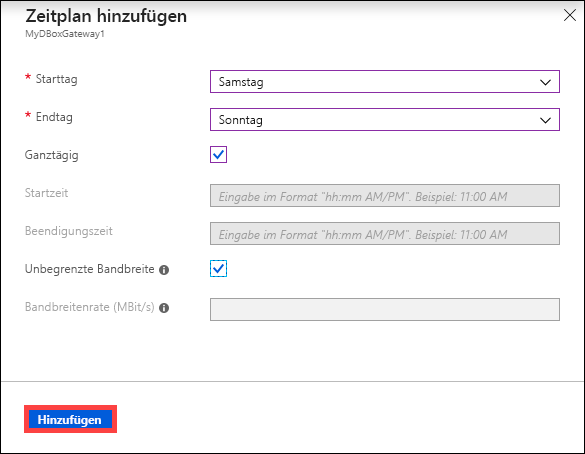 Zeitplan hinzufügen
MyDBoxGateway1
* Starttag
Samstag
* Endtag
Sonntag
Ganztägig
Startzeit
Eingabe im Format "hh:mm AM/PM". Beispiel: 11:00 AM
Beendigungszeit
Eingabe im Format "hh:mm AM/PM". Beispiel: 11:00 AM
Unbegrenzte Bandbreite
Bandbreitenrate (MBit/s)
Hinzufügen